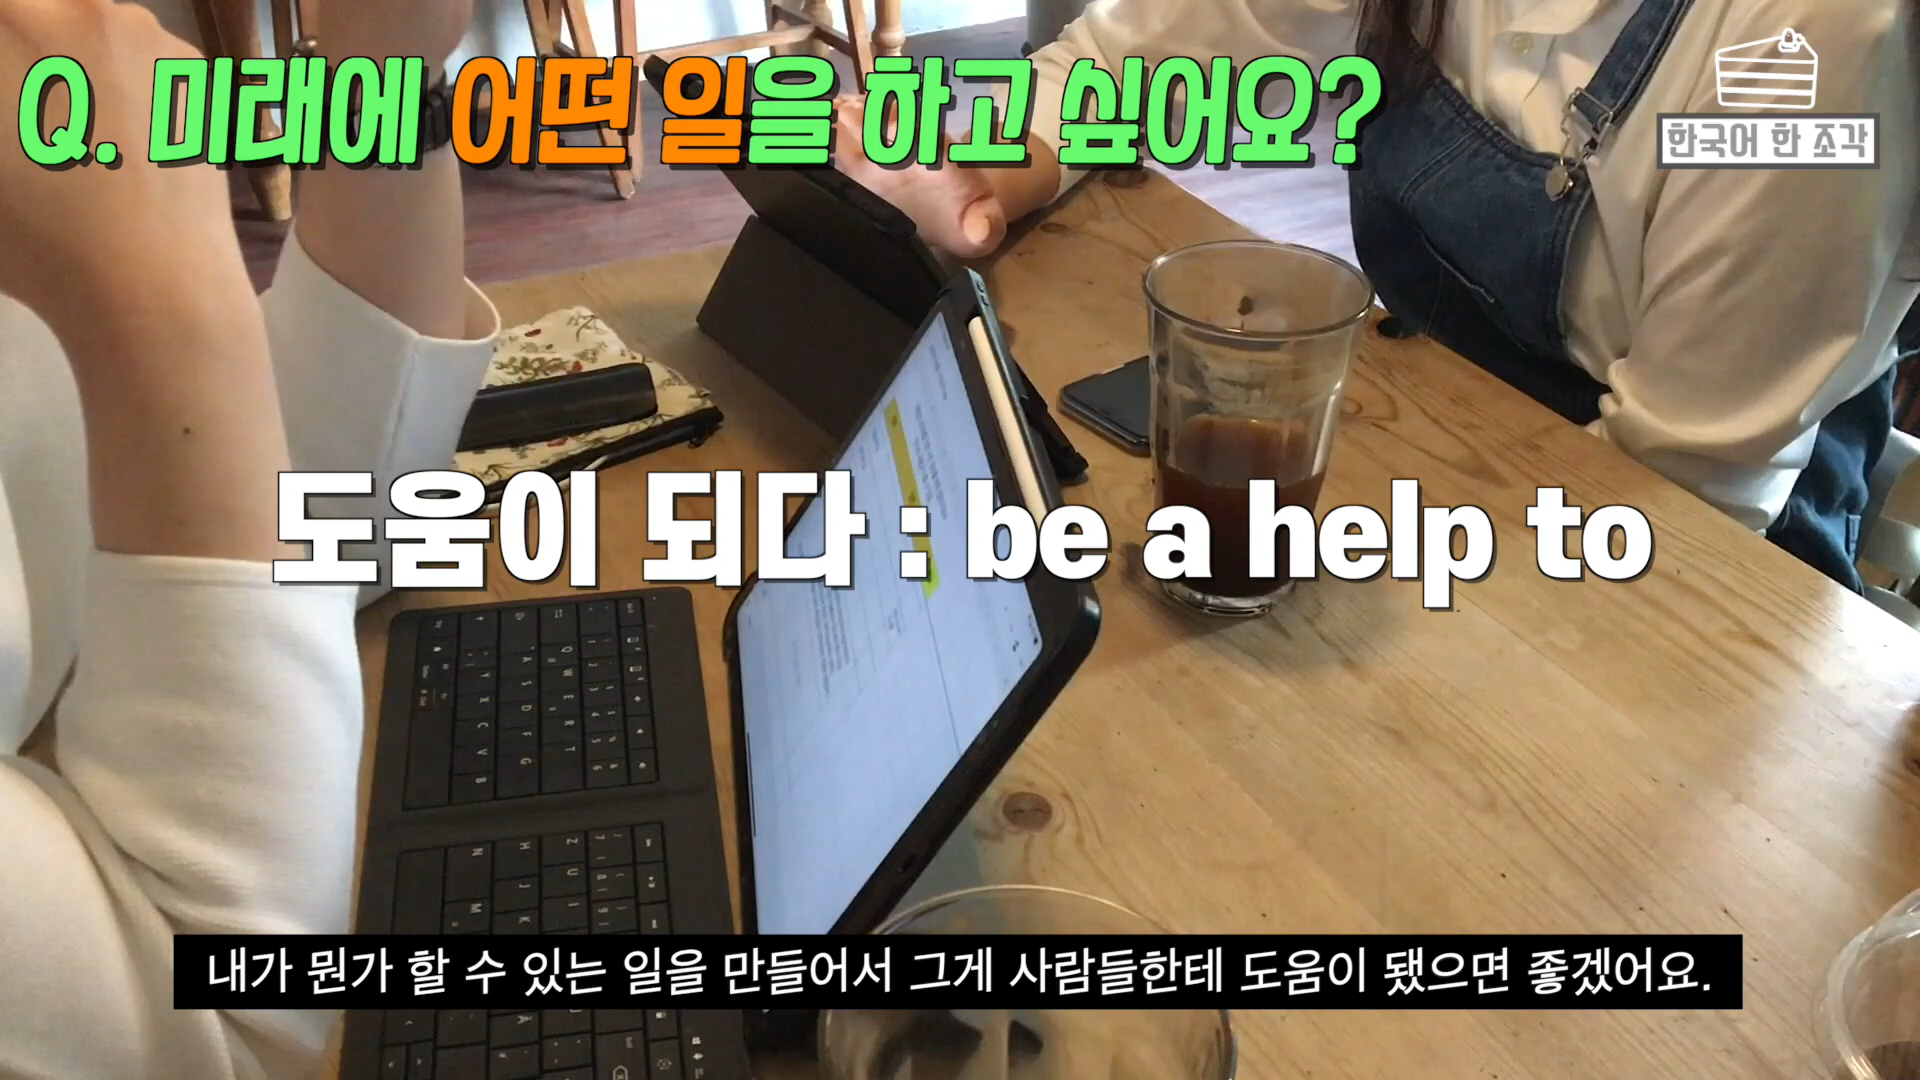 Q. 미래에 어떤 일을 하고 싶어요?
한국어 한 조각
도움이 되다 : be a help to
내가 뭔가 할 수 있는 일을 만들어서 그게 사람들한테 도움이 됐으면 좋겠어요.